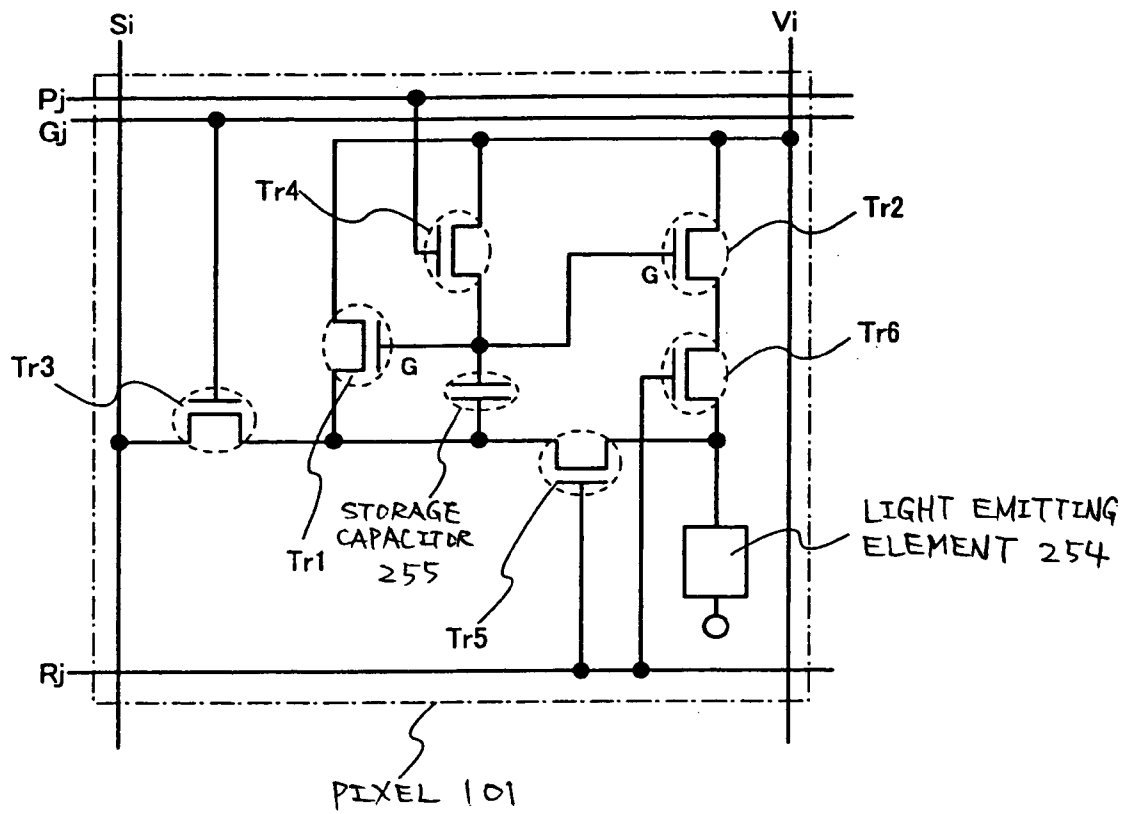 Si
Vi
Pj
Gj
Tr4
Tr2
G
Tr6
G
Tr3
STORAGE
CAPACITOR
255
Tr1
LIGHT EMITTING
ELEMENT 254
Tr5
Rj
PIXEL 101